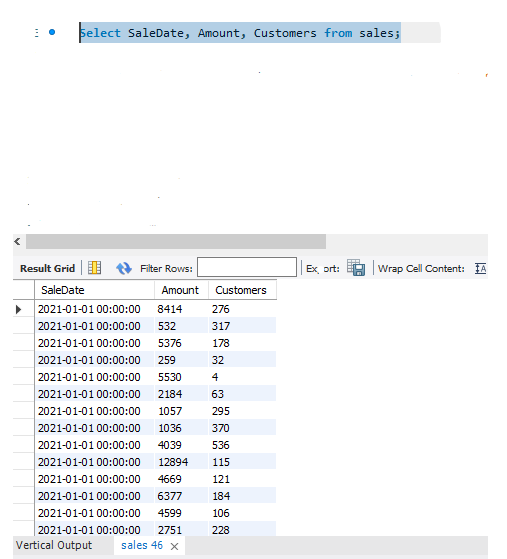 Select SaleDate, Amount, Customers from sales;
Result Grid Filter Rows: Ex, ort: Wrap Cell Content: IA
SaleDate Amount Customers
2021-01-01 00:00:00 8414 276
2021-01-01 00:00:00 532 317
2021-01-01 00:00:00 5376 178
2021-01-01 00:00:00 259 32
2021-01-01 00:00:00 5530 4
2021-01-01 00:00:00 2184 63
2021-01-01 00:00:00 1057 295
2021-01-01 00:00:00 1036 370
2021-01-01 00:00:00 4039 536
2021-01-01 00:00:00 12894 115
2021-01-01 00:00:00 4669 121
2021-01-01 00:00:00 6377 184
2021-01-01 00:00:00 4599 106
2021-01-01 00:00:00 2751 228
Vertical Output sales 46